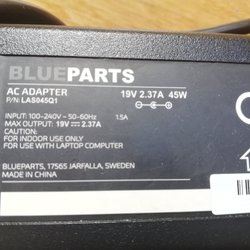 BLUEPARTS
AC ADAPTER 19V 2.37A 45W
P/N: LAS045Q1
INPUT: 100-240V ~ 50-60Hz 1.5A
MAX OUTPUT: 19V ⎓ 2.37A
CAUTION:
FOR INDOOR USE ONLY
FOR USE WITH LAPTOP COMPUTER
BLUEPARTS, 17565 JARFALLA, SWEDEN
MADE IN CHINA